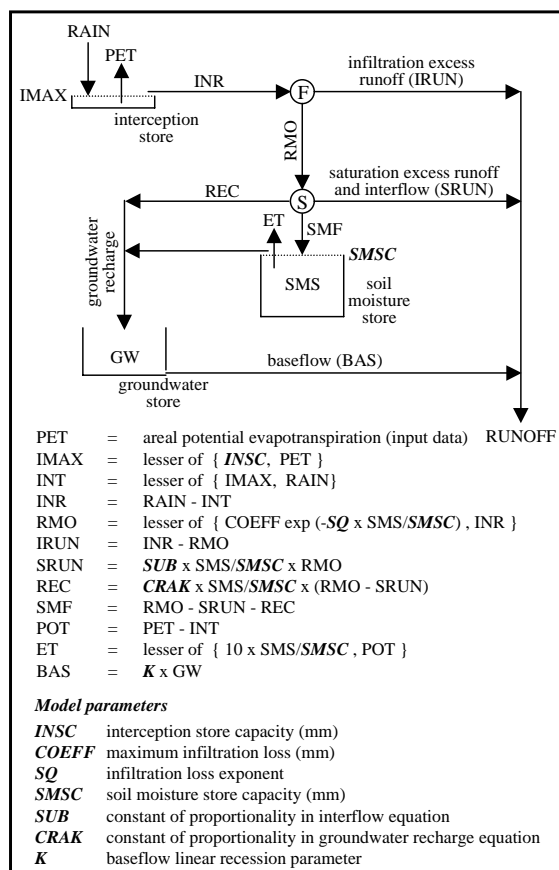 RAIN
PET
IMAX
interception
store
INR
F
infiltration excess
runoff (IRUN)
RMO
REC
S
saturation excess runoff
and interflow (SRUN)
ET
SMF
SMSC
groundwater
recharge
SMS
soil
moisture
store
GW
groundwater
store
baseflow (BAS)
RUNOFF
PET = areal potential evapotranspiration (input data)
IMAX = lesser of { INSC, PET }
INT = lesser of { IMAX, RAIN}
INR = RAIN - INT
RMO = lesser of { COEFF exp (-SQ x SMS/SMSC) , INR }
IRUN = INR - RMO
SRUN = SUB x SMS/SMSC x RMO
REC = CRAK x SMS/SMSC x (RMO - SRUN)
SMF = RMO - SRUN - REC
POT = PET - INT
ET = lesser of { 10 x SMS/SMSC , POT }
BAS = K x GW
Model parameters
INSC interception store capacity (mm)
COEFF maximum infiltration loss (mm)
SQ infiltration loss exponent
SMSC soil moisture store capacity (mm)
SUB constant of proportionality in interflow equation
CRAK constant of proportionality in groundwater recharge equation
K baseflow linear recession parameter